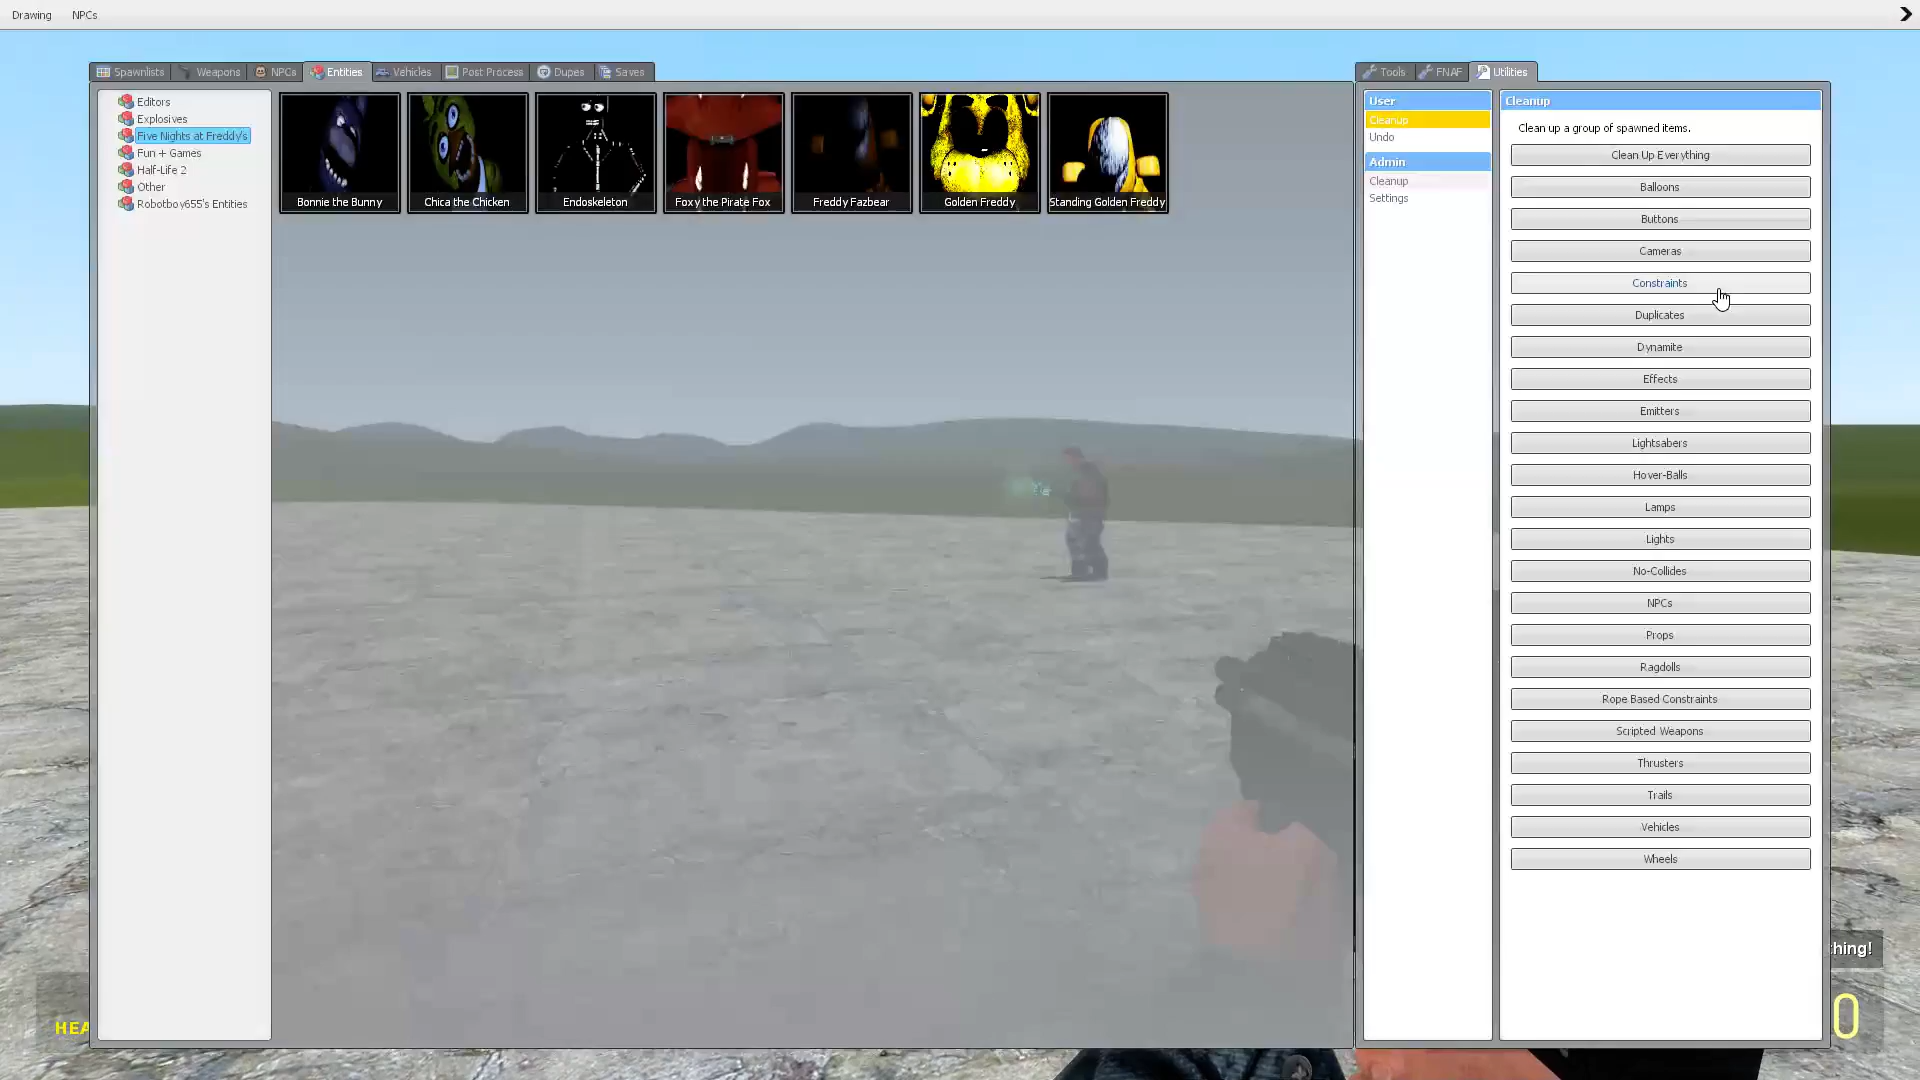 Drawing NPCs
Spawnlists Weapons NPCs Entities Vehicles Post Process Dupes Saves
Tools FNAF Utilities
Editors
Explosives
Five Nights at Freddy's
Fun + Games
Half-Life 2
Other
Robotboy655's Entities
Bonnie the Bunny
Chica the Chicken
Endoskeleton
Foxy the Pirate Fox
Freddy Fazbear
Golden Freddy
Standing Golden Freddy
User
Cleanup
Undo
Admin
Cleanup
Settings
Cleanup
Clean up a group of spawned items.
Clean Up Everything
Balloons
Buttons
Cameras
Constraints
Duplicates
Dynamite
Effects
Emitters
Lightsabers
Hover-Balls
Lamps
Lights
No-Collides
NPCs
Props
Ragdolls
Rope Based Constraints
Scripted Weapons
Thrusters
Trails
Vehicles
Wheels
thing!
HEA
0